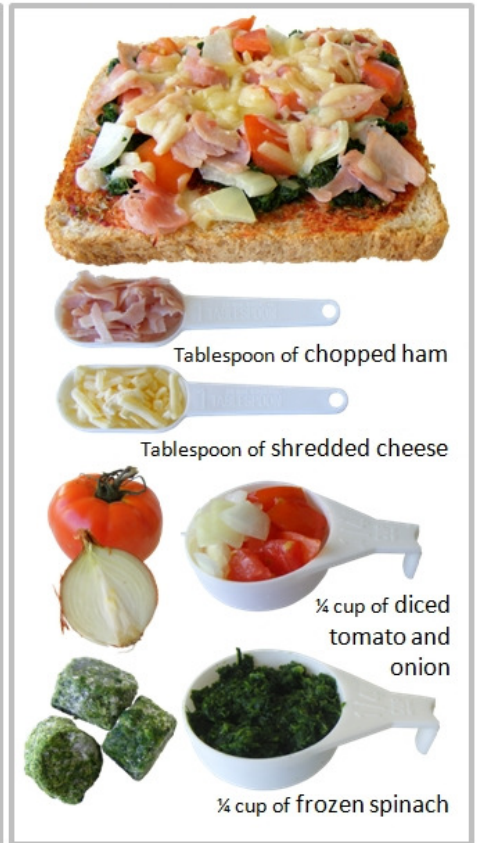 Tablespoon of chopped ham
Tablespoon of shredded cheese
¼ cup of diced
tomato and
onion
¼ cup of frozen spinach